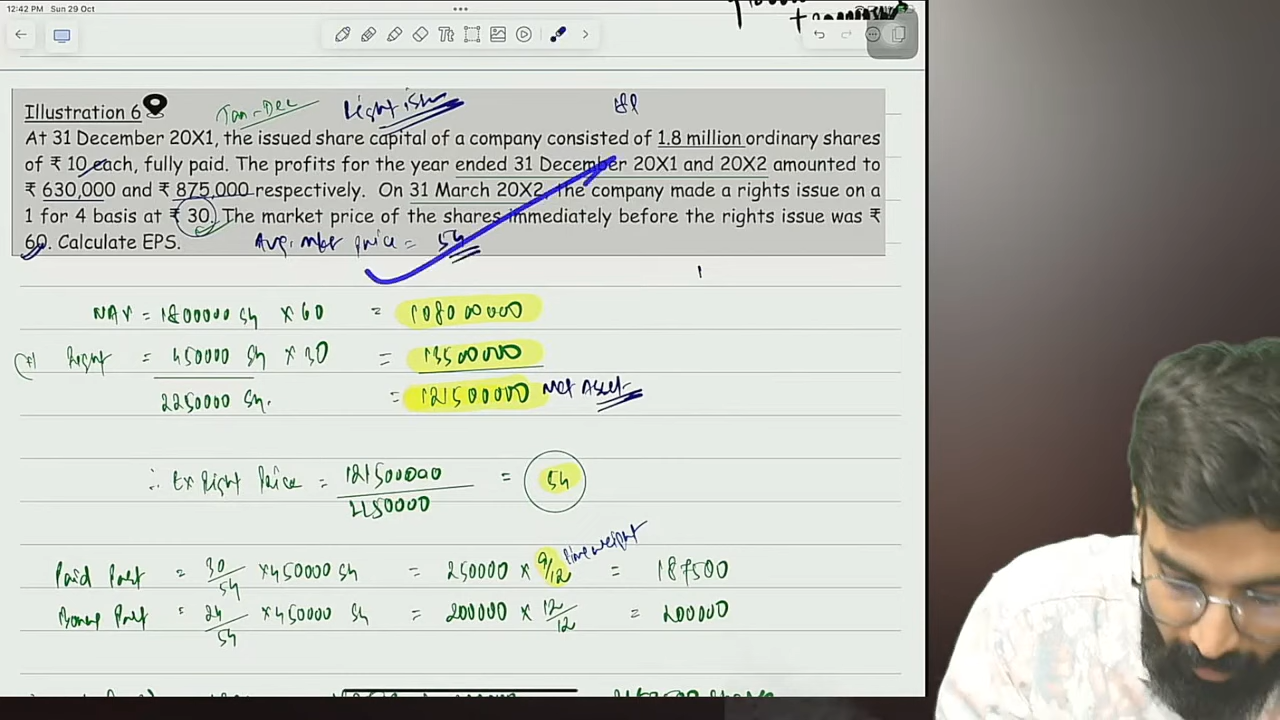 12:42 PM Sun 29 Oct
Illustration 6
Jan-Dec
Right issue
At 31 December 20X1, the issued share capital of a company consisted of 1.8 million ordinary shares
of ₹ 10 each, fully paid. The profits for the year ended 31 December 20X1 and 20X2 amounted to
₹ 630,000 and ₹ 875,000 respectively. On 31 March 20X2, the company made a rights issue on a
1 for 4 basis at ₹ 30. The market price of the shares immediately before the rights issue was ₹
60. Calculate EPS.
Avg. mkt price = 54
NAV = 1800000 sh × 60 = 108000000
(+) Right = 450000 sh × 30 = 13500000
2250000 sh. = 121500000 Net Asset
∴ Ex Right Price = 121500000 / 2250000 = 54
Paid Part = 30/54 × 450000 sh = 250000 × 9/12 = 187500
time weight
Bonus Part = 24/54 × 450000 sh = 200000 × 12/12 = 200000